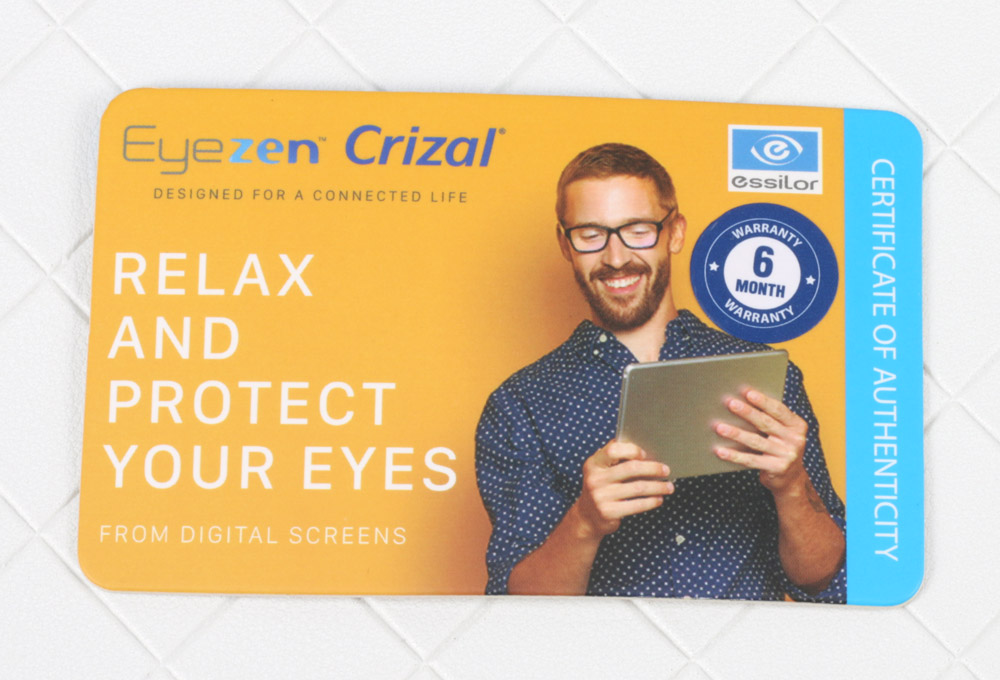 Eyezen™ Crizal®
DESIGNED FOR A CONNECTED LIFE
RELAX
AND
PROTECT
YOUR EYES
FROM DIGITAL SCREENS
essilor
WARRANTY
6
MONTH
WARRANTY
CERTIFICATE OF AUTHENTICITY